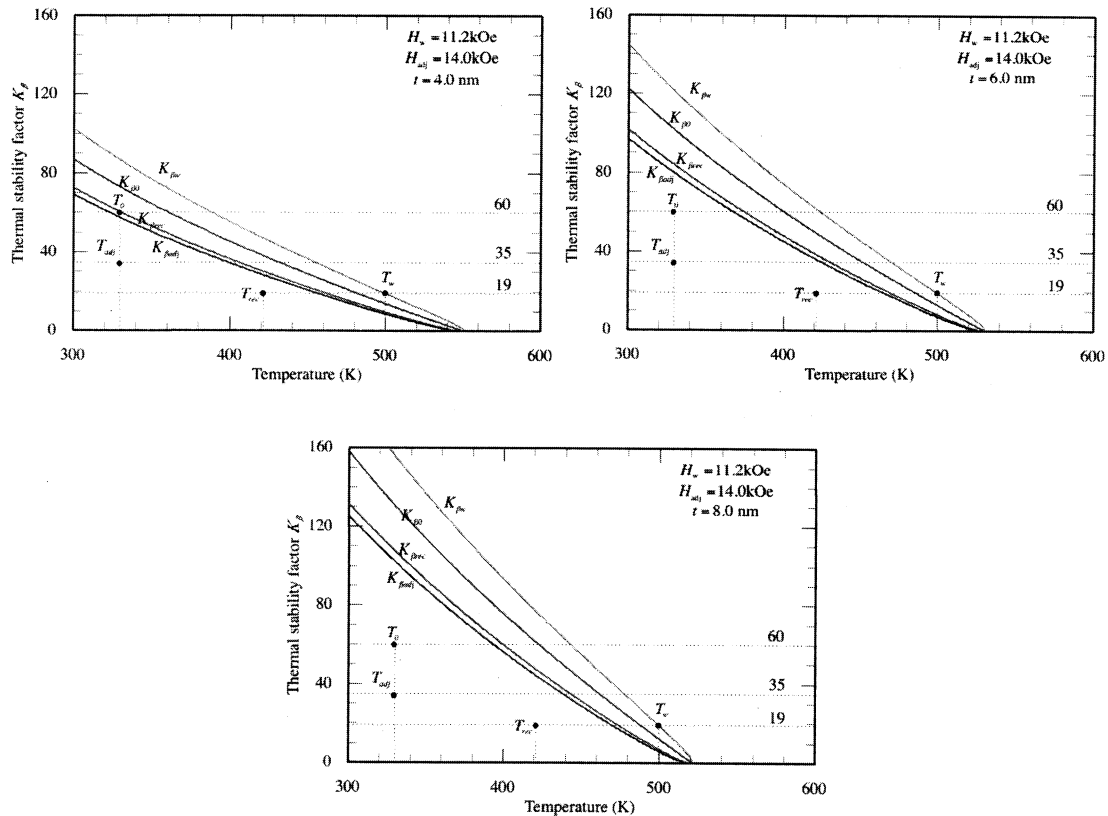 160
120
80
40
0
Thermal stability factor Kβ
Hw = 11.2kOe
Hadj = 14.0kOe
t = 4.0 nm
Kβw
Kβ0
T0
Kβrec
Kβadj
Tadj
Trec
Tw
60
35
19
300
400
500
600
Temperature (K)
160
120
80
40
0
Thermal stability factor Kβ
Hw = 11.2kOe
Hadj = 14.0kOe
t = 6.0 nm
Kβw
Kβ0
Kβrec
Kβadj
T0
Tadj
Trec
Tw
60
35
19
300
400
500
600
Temperature (K)
160
120
80
40
0
Thermal stability factor Kβ
Hw = 11.2kOe
Hadj = 14.0kOe
t = 8.0 nm
Kβw
Kβ0
Kβrec
Kβadj
T0
Tadj
Trec
Tw
60
35
19
300
400
500
600
Temperature (K)